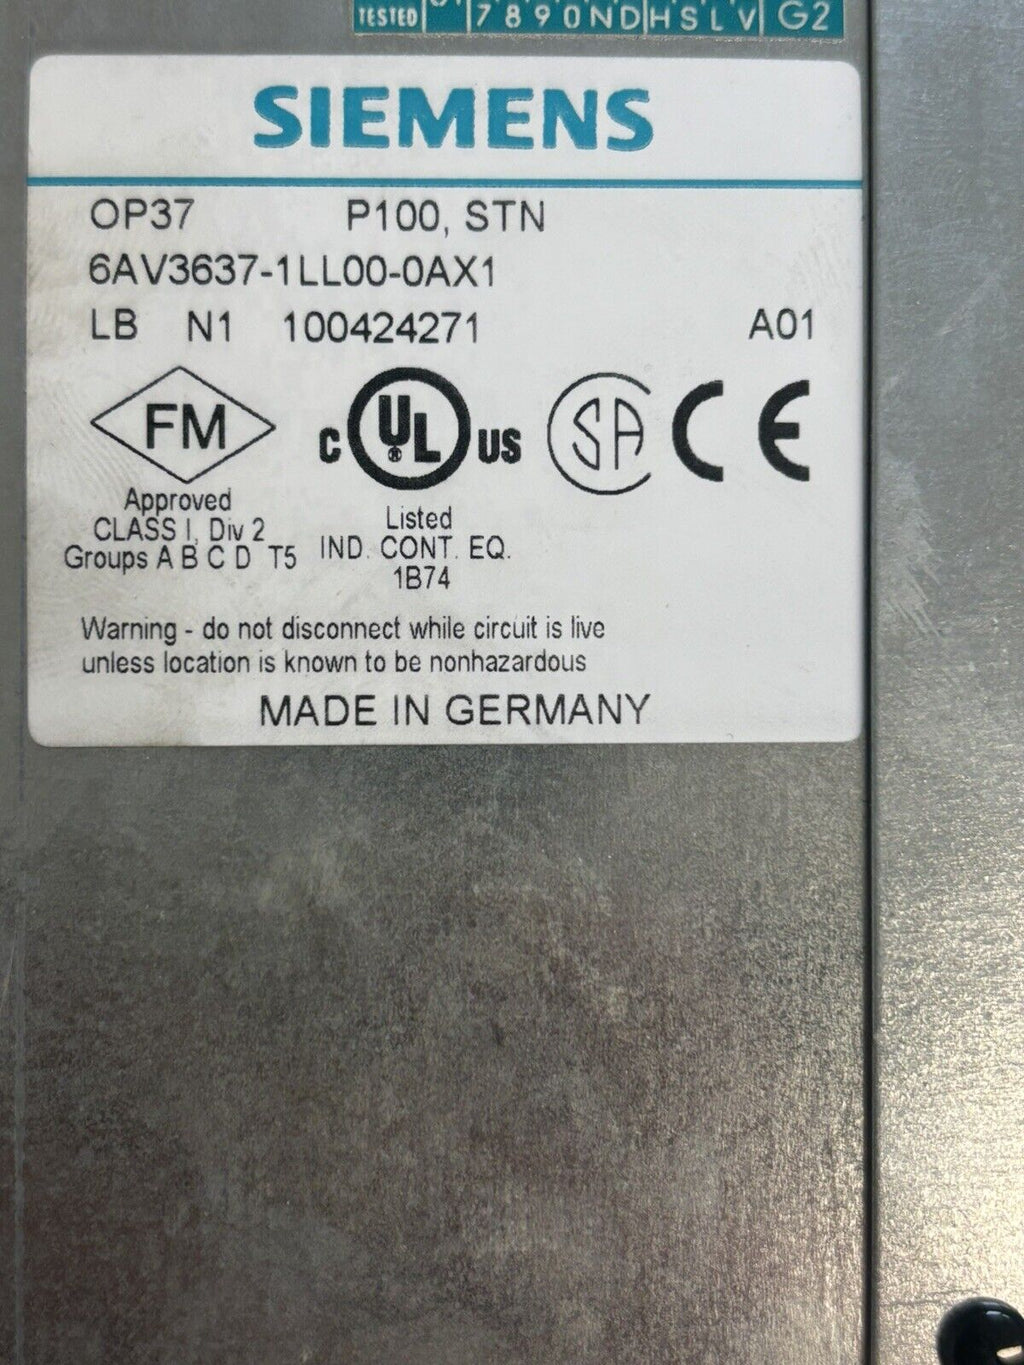 TESTED 7 8 9 0 N D H S L V G2
SIEMENS
OP37 P100, STN
6AV3637-1LL00-0AX1
LB N1 100424271 A01
FM
C UL ® US SA CE
Approved
CLASS I, Div 2
Groups A B C D T5
Listed
IND. CONT. EQ.
1B74
Warning - do not disconnect while circuit is live
unless location is known to be nonhazardous
MADE IN GERMANY